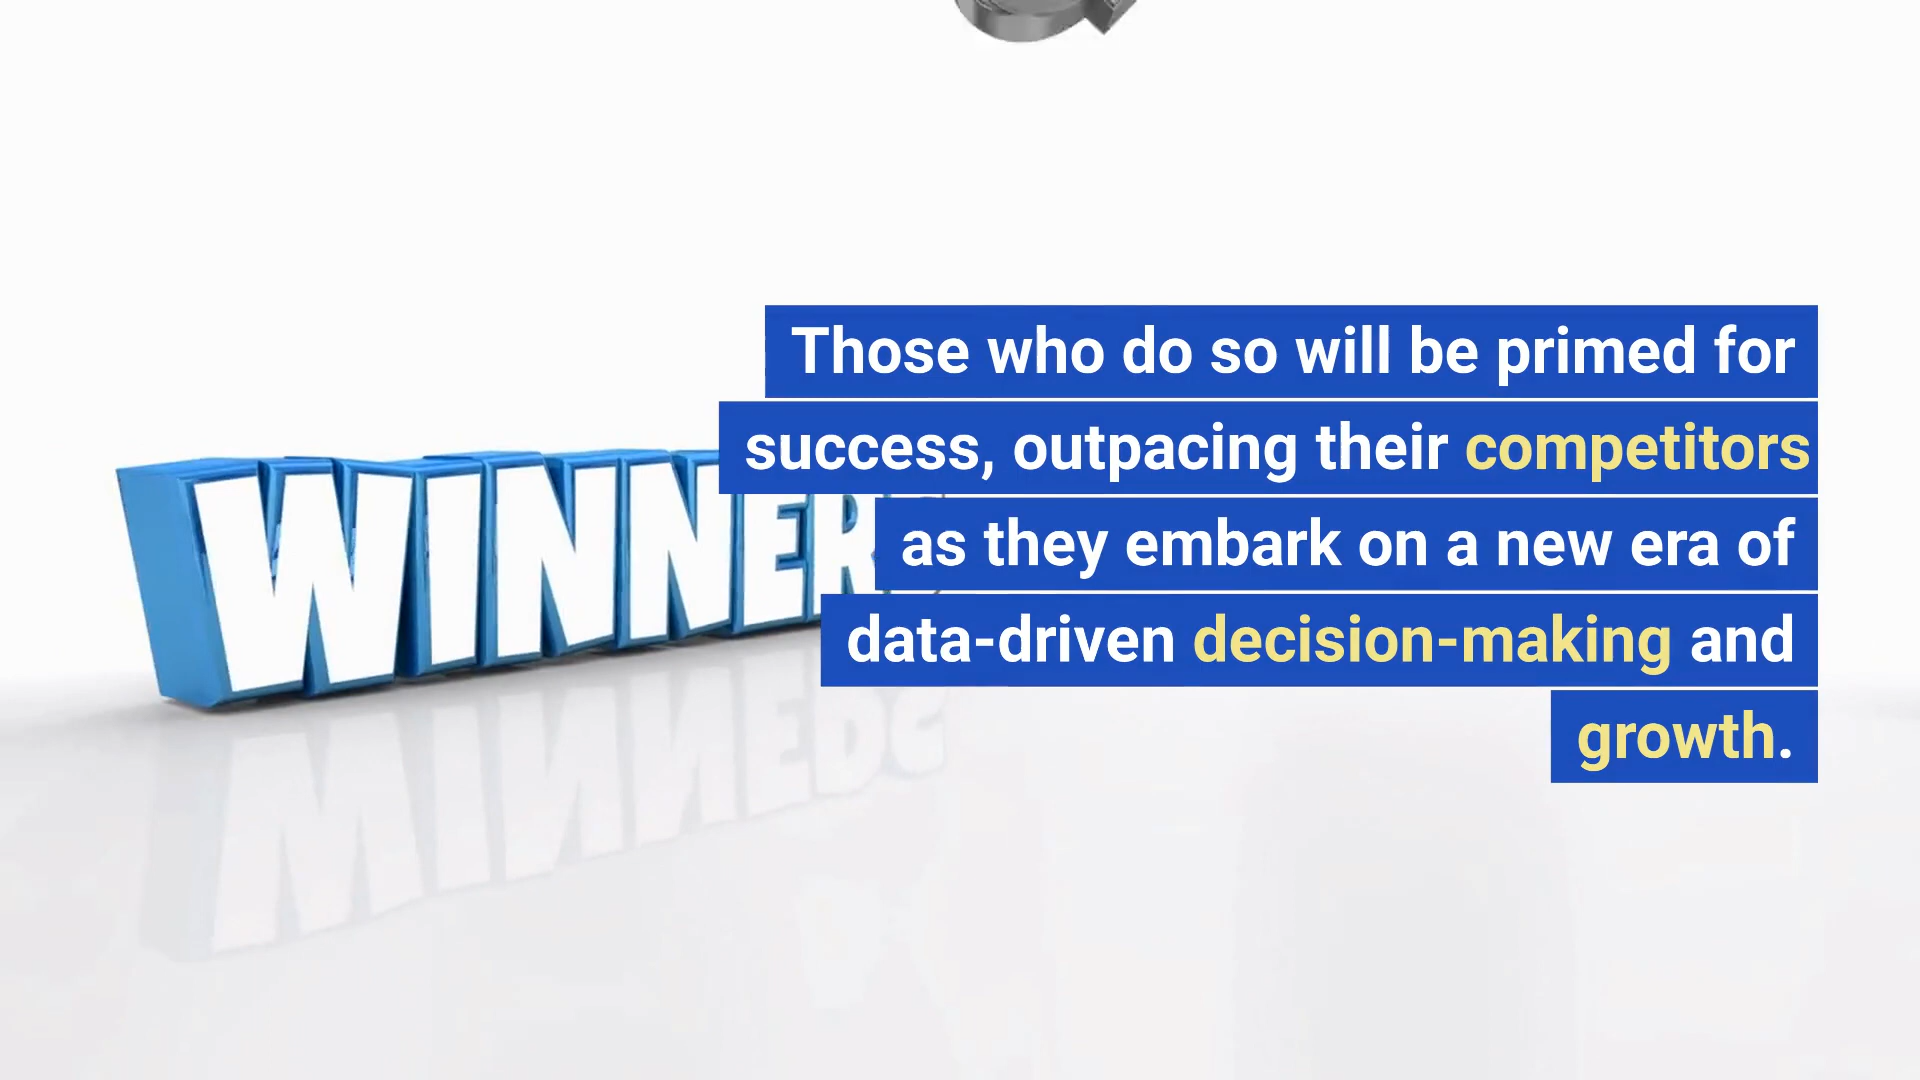 WINNERS
Those who do so will be primed for
success, outpacing their competitors
as they embark on a new era of
data-driven decision-making and
growth.